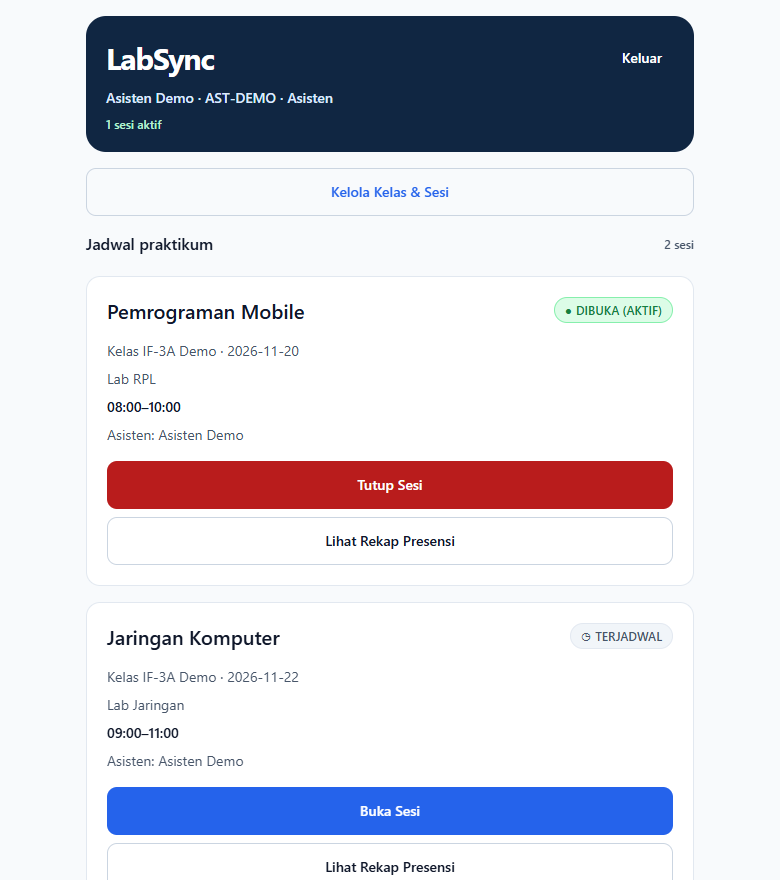 LabSync
Keluar
Asisten Demo · AST-DEMO · Asisten
1 sesi aktif
Kelola Kelas & Sesi
Jadwal praktikum
2 sesi
Pemrograman Mobile
● DIBUKA (AKTIF)
Kelas IF-3A Demo · 2026-11-20
Lab RPL
08:00–10:00
Asisten: Asisten Demo
Tutup Sesi
Lihat Rekap Presensi
Jaringan Komputer
◷ TERJADWAL
Kelas IF-3A Demo · 2026-11-22
Lab Jaringan
09:00–11:00
Asisten: Asisten Demo
Buka Sesi
Lihat Rekap Presensi